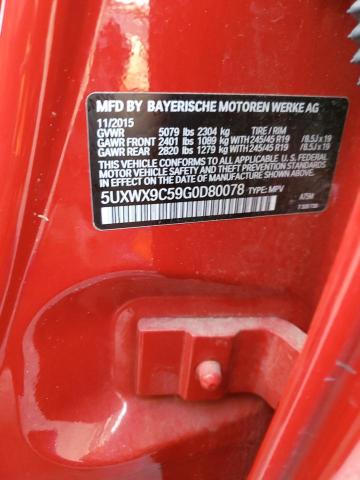 MFD BY BAYERISCHE MOTOREN WERKE AG
11/2015
GVWR 5079 lbs 2304 kg TIRE / RIM
GAWR FRONT 2401 lbs 1089 kg WITH 245/45 R19 /8.5J x 19
GAWR REAR 2820 lbs 1279 kg WITH 245/45 R19 /8.5J x 19
THIS VEHICLE CONFORMS TO ALL APPLICABLE U.S. FEDERAL
MOTOR VEHICLE SAFETY, BUMPER, AND THEFT PREVENTION
STANDARDS IN EFFECT ON THE DATE OF MANUFACTURE SHOWN ABOVE.
5UXWX9C59G0D80078 TYPE: MPV
A75M